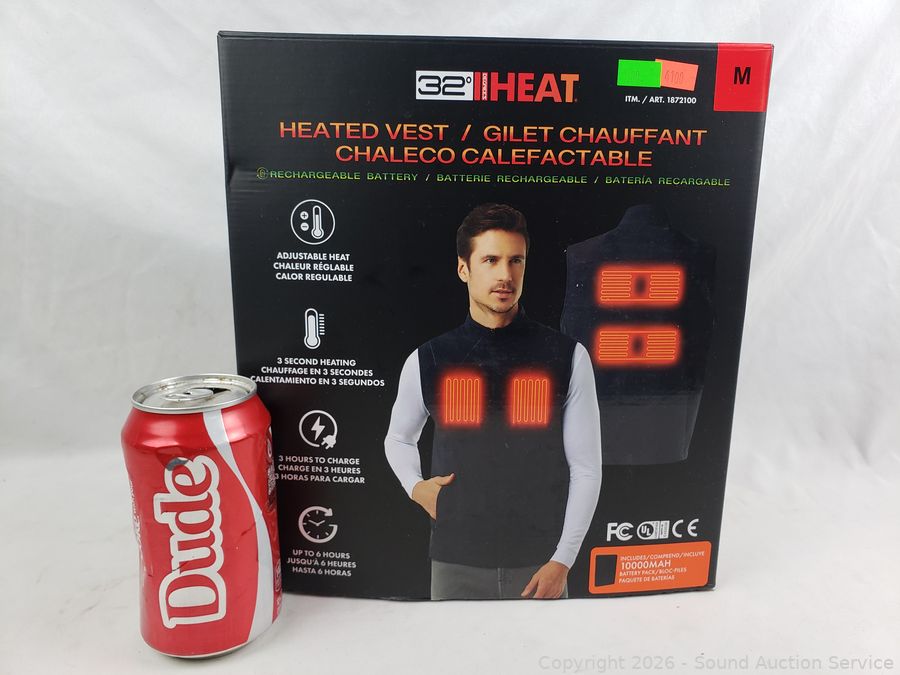 32° DEGREES HEAT
M
ITM. / ART. 1872100
HEATED VEST / GILET CHAUFFANT
CHALECO CALEFACTABLE
RECHARGEABLE BATTERY / BATTERIE RECHARGEABLE / BATERÍA RECARGABLE
ADJUSTABLE HEAT
CHALEUR RÉGLABLE
CALOR REGULABLE
3 SECOND HEATING
CHAUFFAGE EN 3 SECONDES
CALENTAMIENTO EN 3 SEGUNDOS
3 HOURS TO CHARGE
CHARGE EN 3 HEURES
3 HORAS PARA CARGAR
UP TO 6 HOURS
JUSQU'À 6 HEURES
HASTA 6 HORAS
FC UL CE
INCLUDES/COMPREND/INCLUYE
10000MAH
BATTERY PACK/BLOC-PILES
PAQUETE DE BATERÍAS
Dude
Copyright 2026 - Sound Auction Service